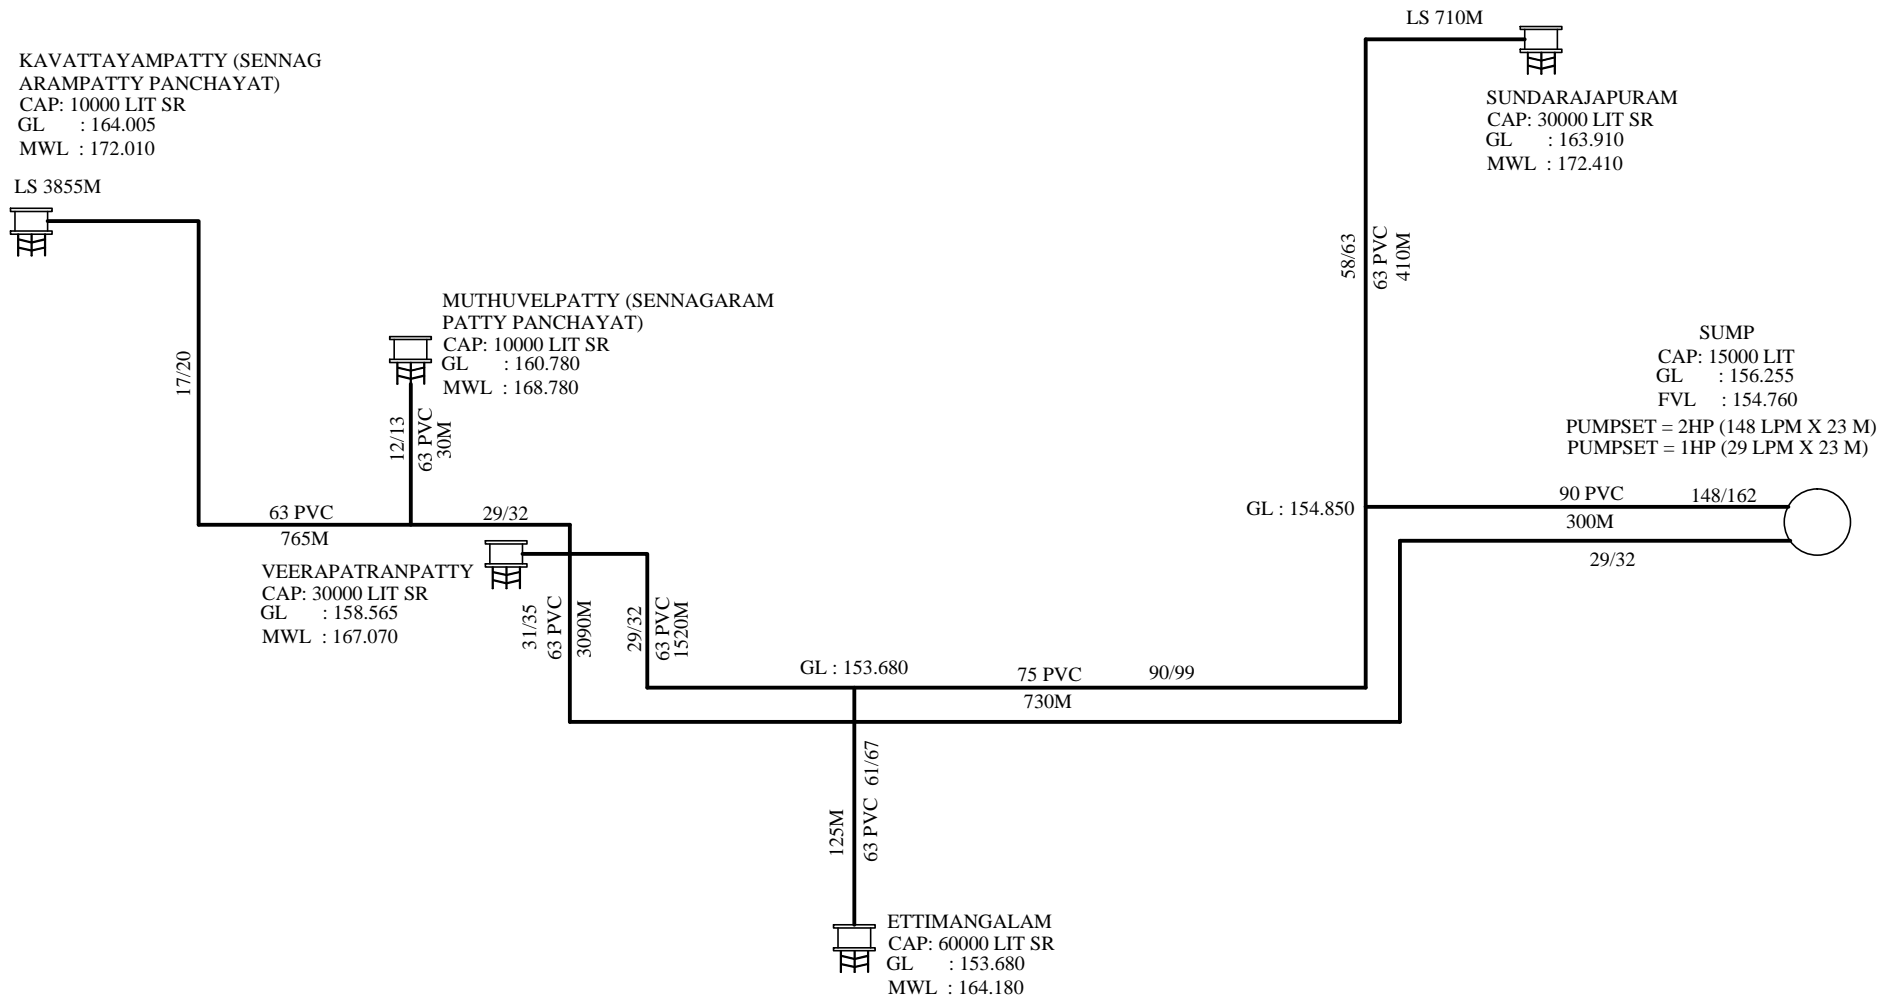 LS 710M
SUNDARAJAPURAM
CAP: 30000 LIT SR
GL : 163.910
MWL : 172.410
KAVATTAYAMPATTY (SENNAG
ARAMPATTY PANCHAYAT)
CAP: 10000 LIT SR
GL : 164.005
MWL : 172.010
LS 3855M
17/20
MUTHUVELPATTY (SENNAGARAM
PATTY PANCHAYAT)
CAP: 10000 LIT SR
GL : 160.780
MWL : 168.780
12/13
63 PVC
30M
58/63
63 PVC
410M
SUMP
CAP: 15000 LIT
GL : 156.255
FVL : 154.760
PUMPSET = 2HP (148 LPM X 23 M)
PUMPSET = 1HP (29 LPM X 23 M)
63 PVC
765M
29/32
GL : 154.850
90 PVC
148/162
300M
29/32
VEERAPATRANPATTY
CAP: 30000 LIT SR
GL : 158.565
MWL : 167.070
31/35
63 PVC
3090M
29/32
63 PVC
1520M
GL : 153.680
75 PVC
90/99
730M
61/67
125M
63 PVC
ETTIMANGALAM
CAP: 60000 LIT SR
GL : 153.680
MWL : 164.180